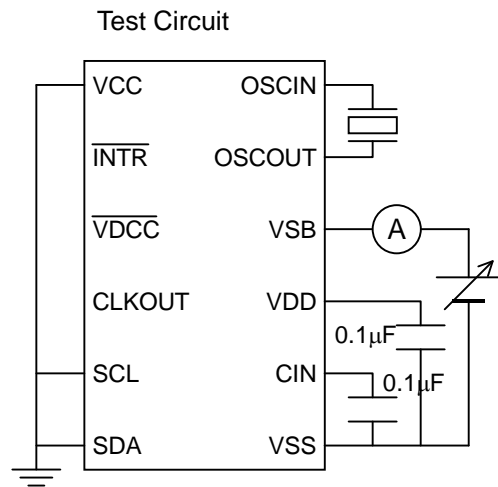 Test Circuit
VCC OSCIN
INTR OSCOUT
VDCC VSB A
CLKOUT VDD
0.1μF
SCL CIN
0.1μF
SDA VSS